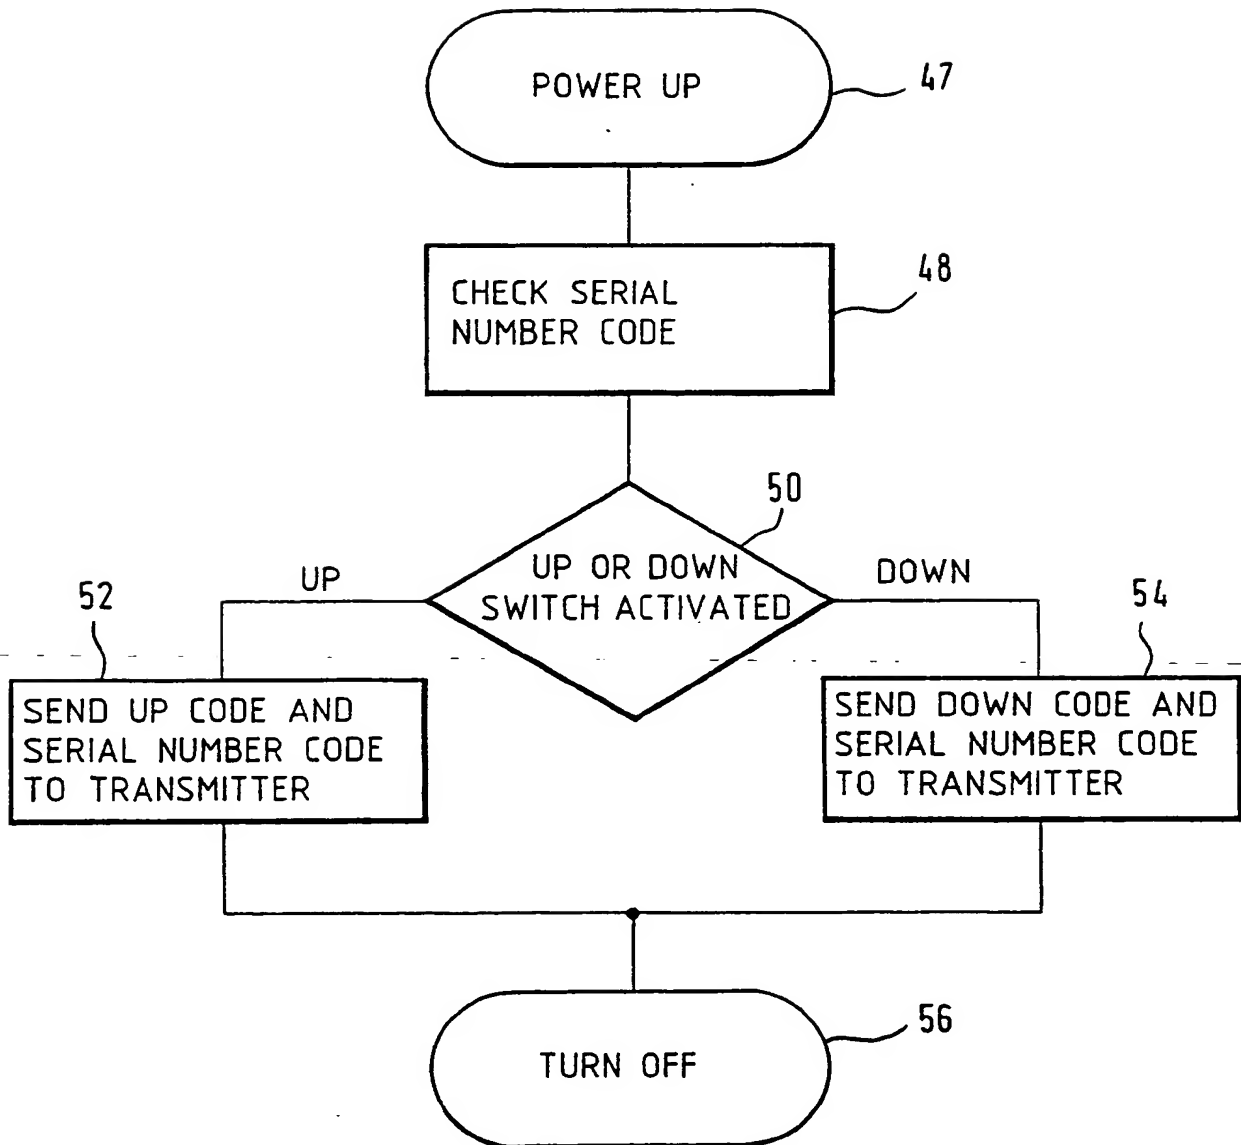 POWER UP
47
CHECK SERIAL
NUMBER CODE
48
50
UP OR DOWN
SWITCH ACTIVATED
UP
DOWN
52
54
SEND UP CODE AND
SERIAL NUMBER CODE
TO TRANSMITTER
SEND DOWN CODE AND
SERIAL NUMBER CODE
TO TRANSMITTER
56
TURN OFF